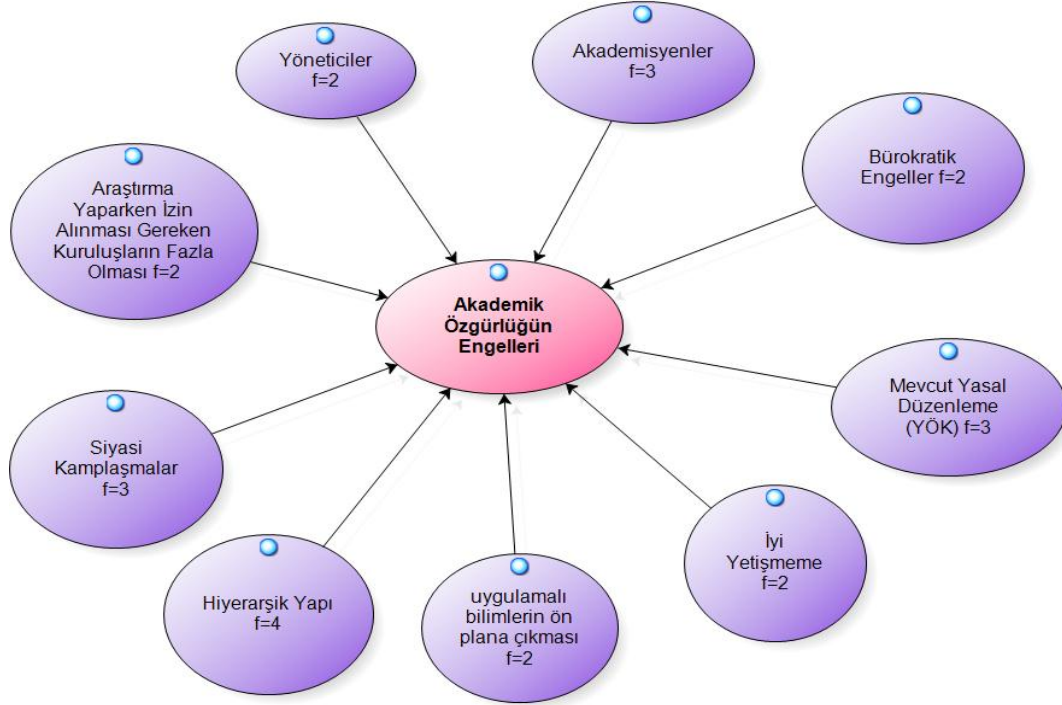 Yöneticiler
f=2
Akademisyenler
f=3
Bürokratik
Engeller f=2
Araştırma
Yaparken İzin
Alınması Gereken
Kuruluşların Fazla
Olması f=2
Akademik
Özgürlüğün
Engelleri
Mevcut Yasal
Düzenleme
(YÖK) f=3
Siyasi
Kamplaşmalar
f=3
İyi
Yetişmeme
f=2
Hiyerarşik Yapı
f=4
uygulamalı
bilimlerin ön
plana çıkması
f=2